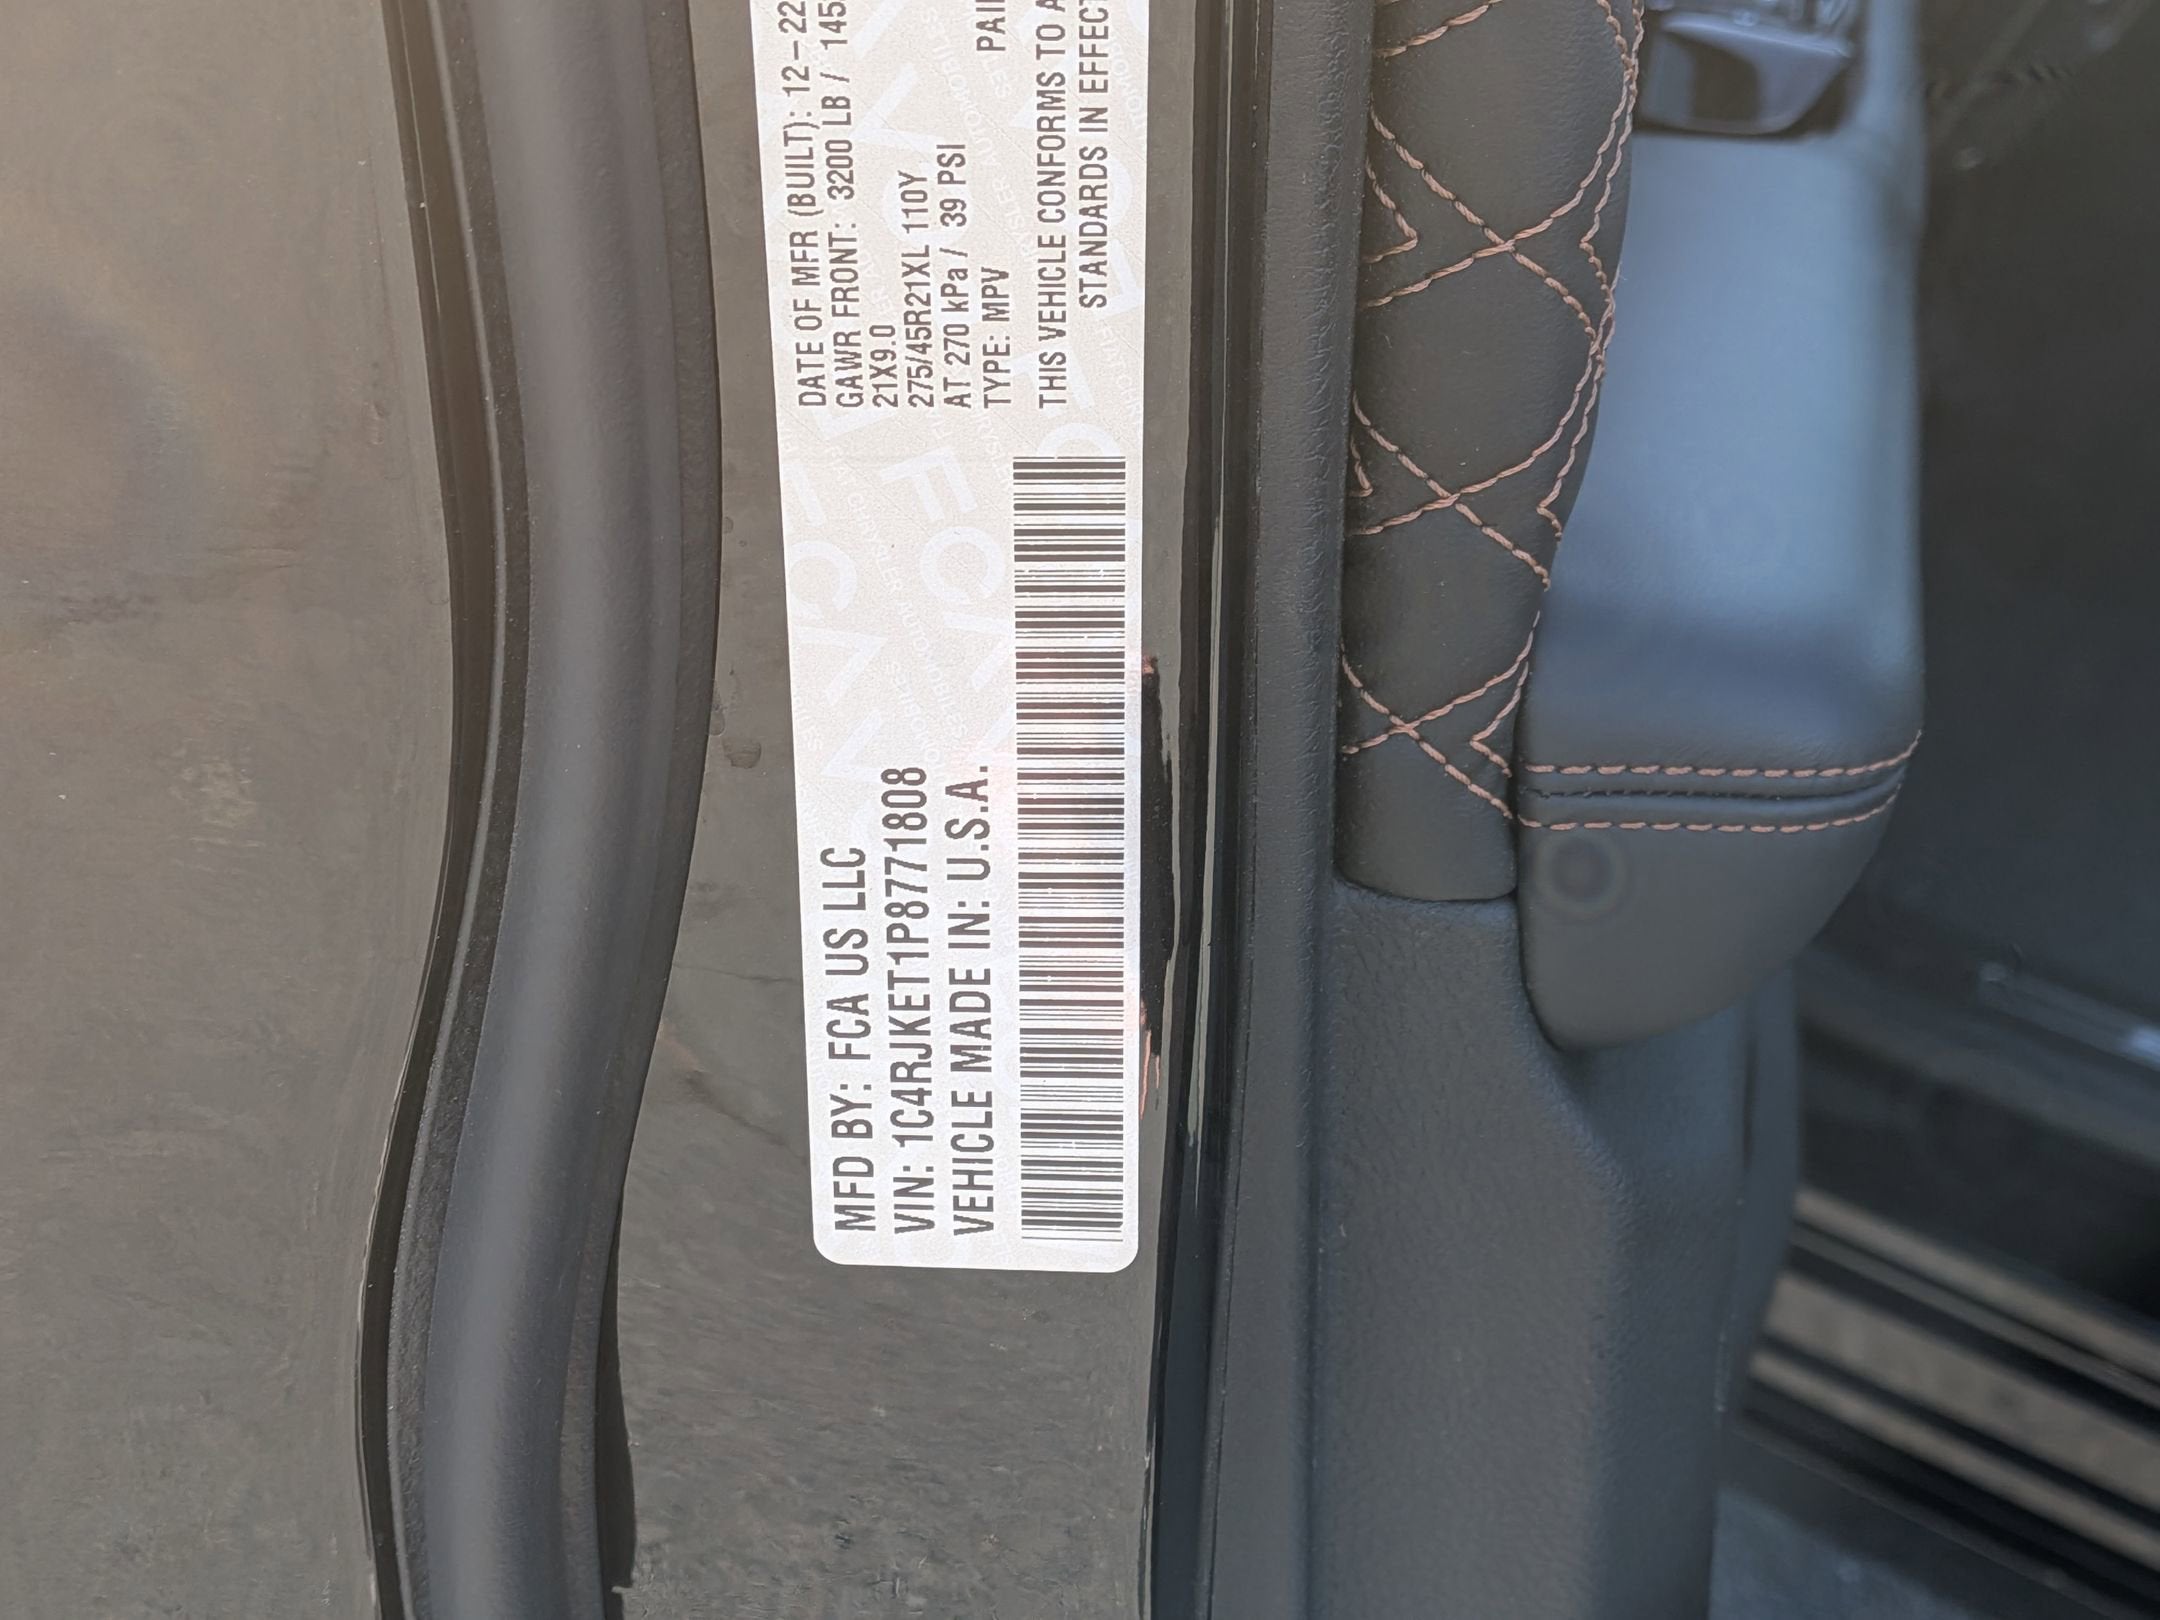 MFD BY: FCA US LLC
VIN: 1C4RJKET1P8771808
VEHICLE MADE IN: U.S.A.
DATE OF MFR (BUILT): 12-22
GAWR FRONT: 3200 LB / 145
21X9.0
275/45R21XL 110Y
AT 270 kPa / 39 PSI
TYPE: MPV PAI
THIS VEHICLE CONFORMS TO A
STANDARDS IN EFFECT
FCA